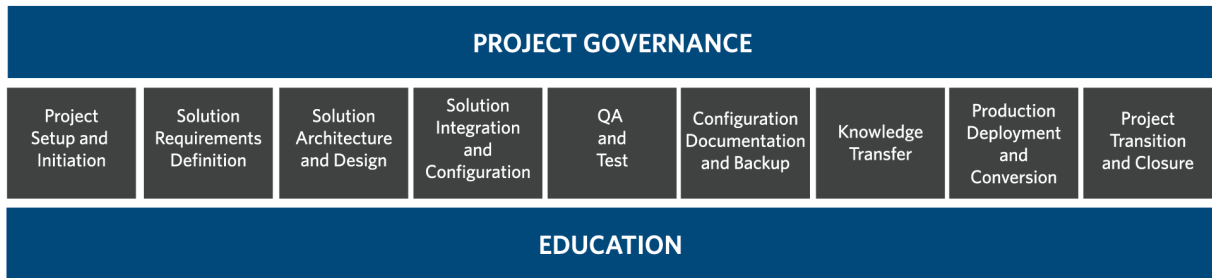 PROJECT GOVERNANCE
Project
Setup and
Initiation
Solution
Requirements
Definition
Solution
Architecture
and Design
Solution
Integration
and
Configuration
QA
and
Test
Configuration
Documentation
and Backup
Knowledge
Transfer
Production
Deployment
and
Conversion
Project
Transition
and Closure
EDUCATION